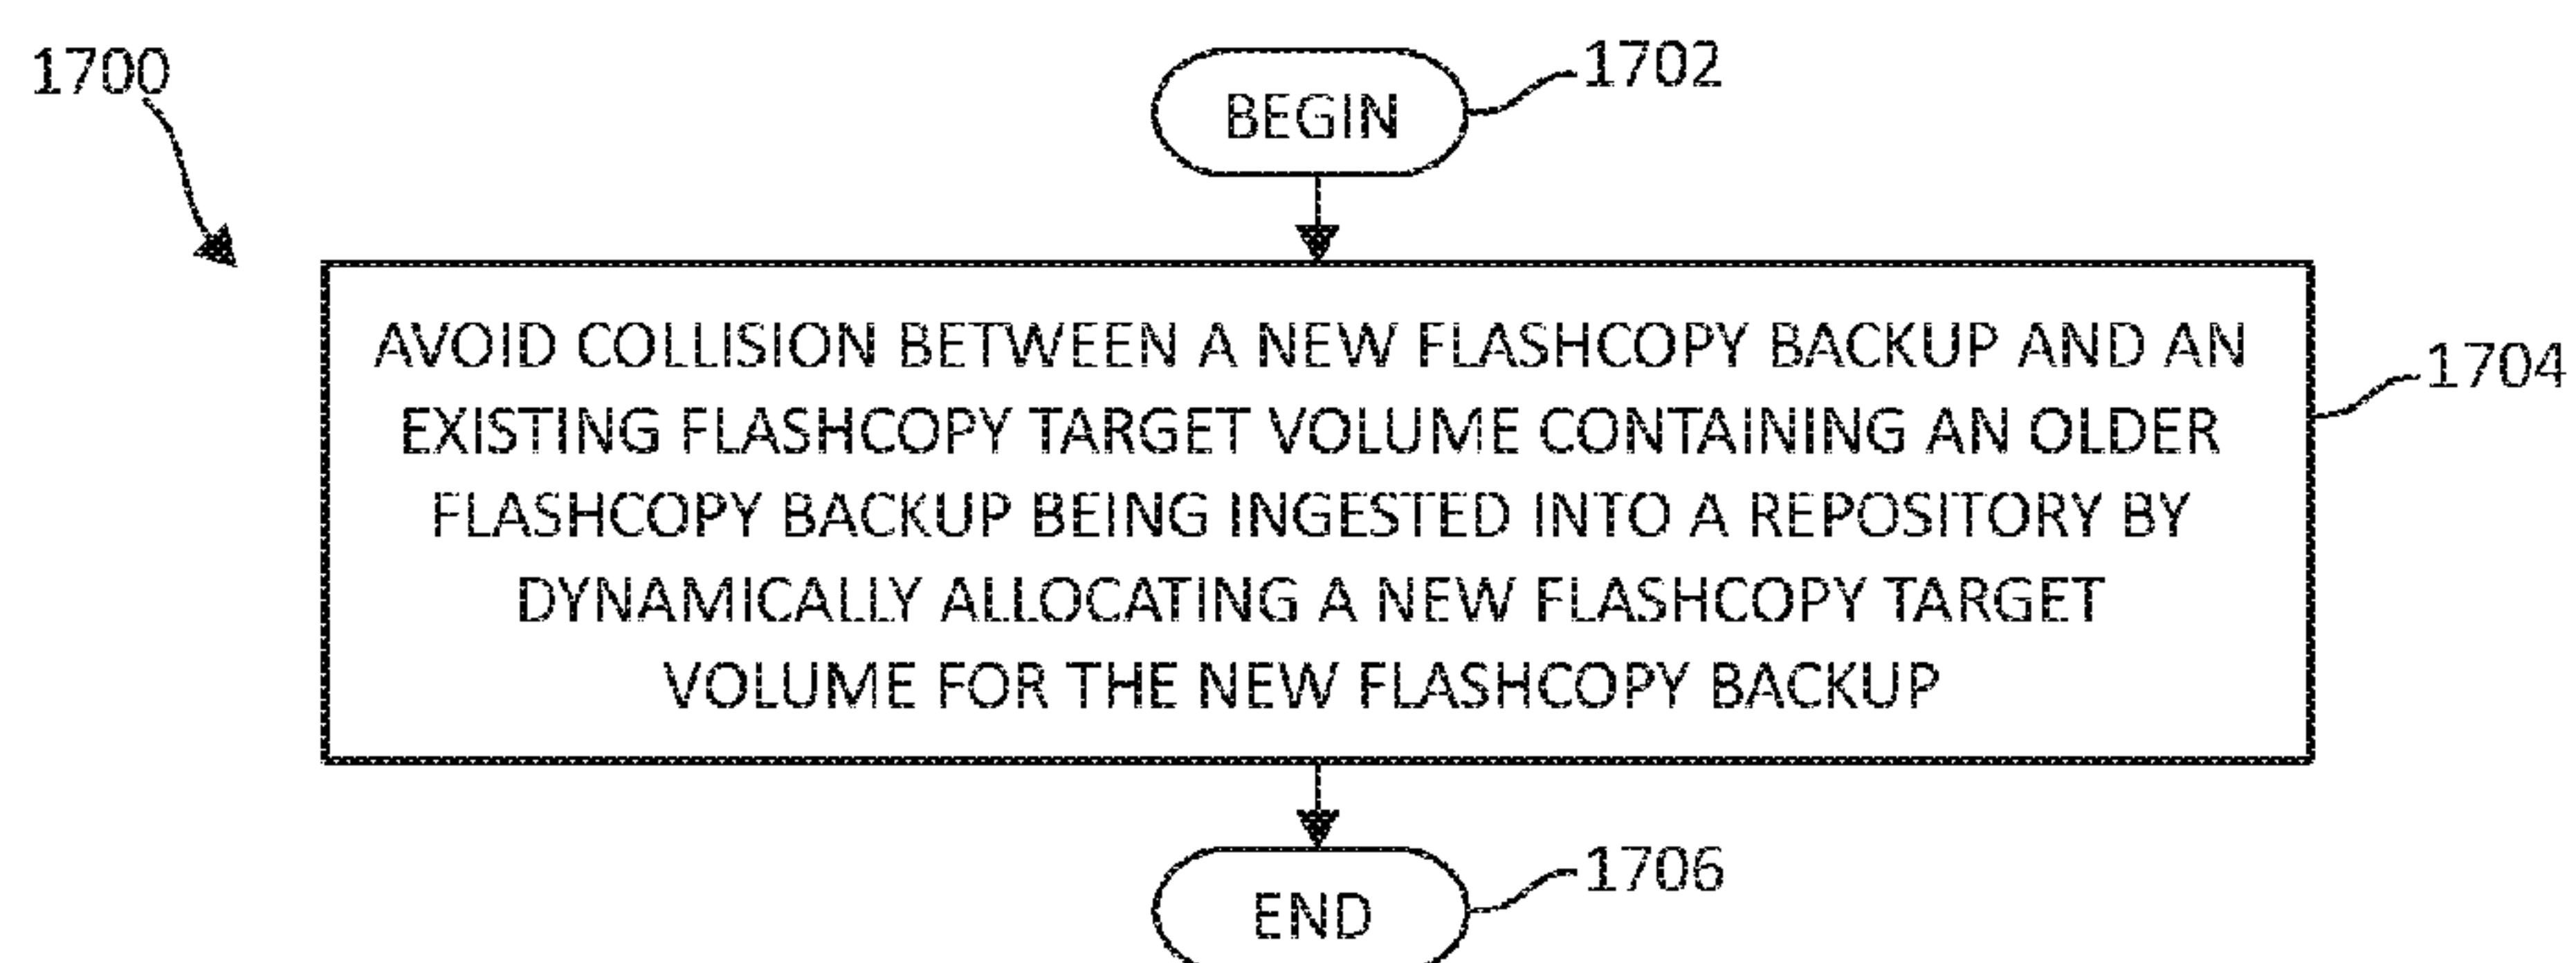 1700
BEGIN
1702
AVOID COLLISION BETWEEN A NEW FLASHCOPY BACKUP AND AN
EXISTING FLASHCOPY TARGET VOLUME CONTAINING AN OLDER
FLASHCOPY BACKUP BEING INGESTED INTO A REPOSITORY BY
DYNAMICALLY ALLOCATING A NEW FLASHCOPY TARGET
VOLUME FOR THE NEW FLASHCOPY BACKUP
1704
END
1706